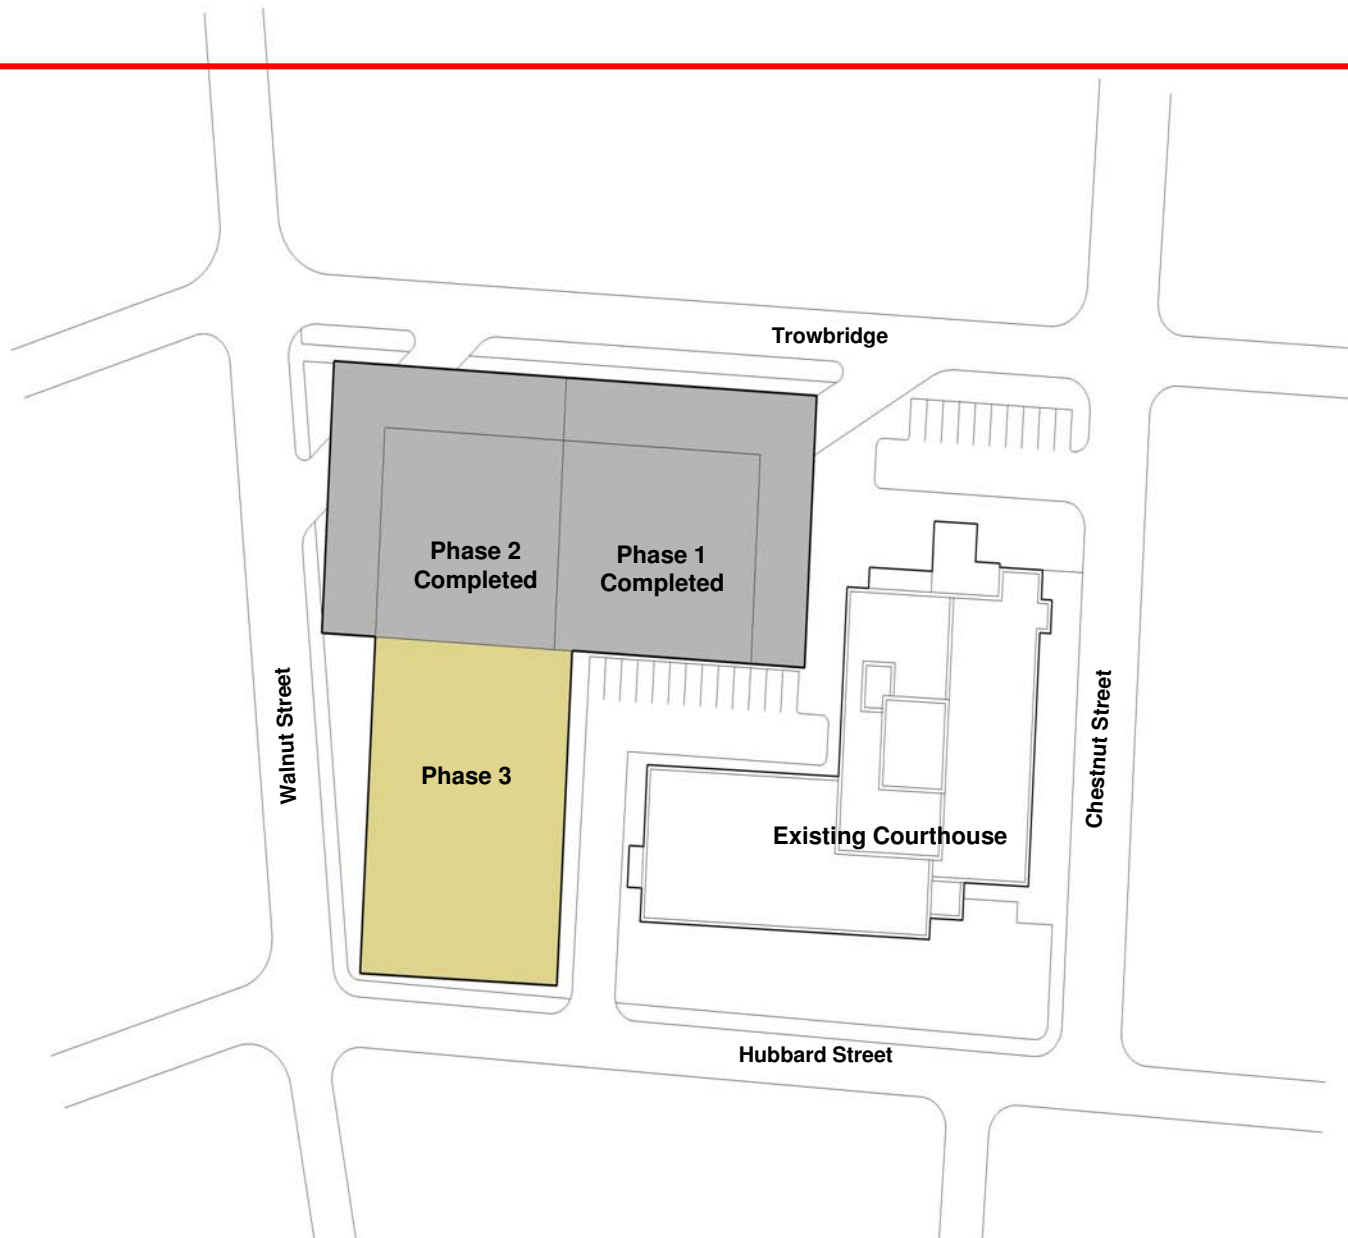 Trowbridge
Phase 2
Completed
Phase 1
Completed
Walnut Street
Phase 3
Existing Courthouse
Chestnut Street
Hubbard Street